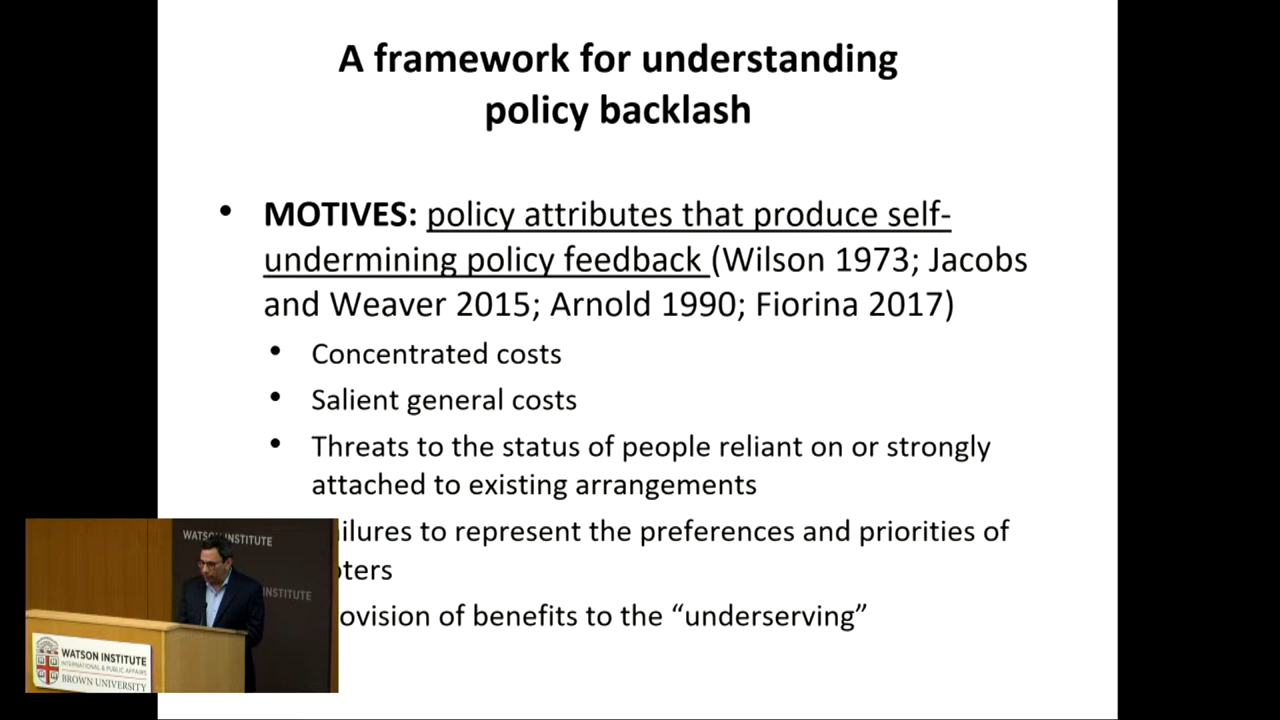 A framework for understanding
policy backlash
• MOTIVES: policy attributes that produce self-
undermining policy feedback (Wilson 1973; Jacobs
and Weaver 2015; Arnold 1990; Fiorina 2017)
• Concentrated costs
• Salient general costs
• Threats to the status of people reliant on or strongly
attached to existing arrangements
ilures to represent the preferences and priorities of
oters
ovision of benefits to the “underserving”
WATSON INSTITUTE
INSTITUTE
WATSON INSTITUTE
INTERNATIONAL & PUBLIC AFFAIRS
BROWN UNIVERSITY